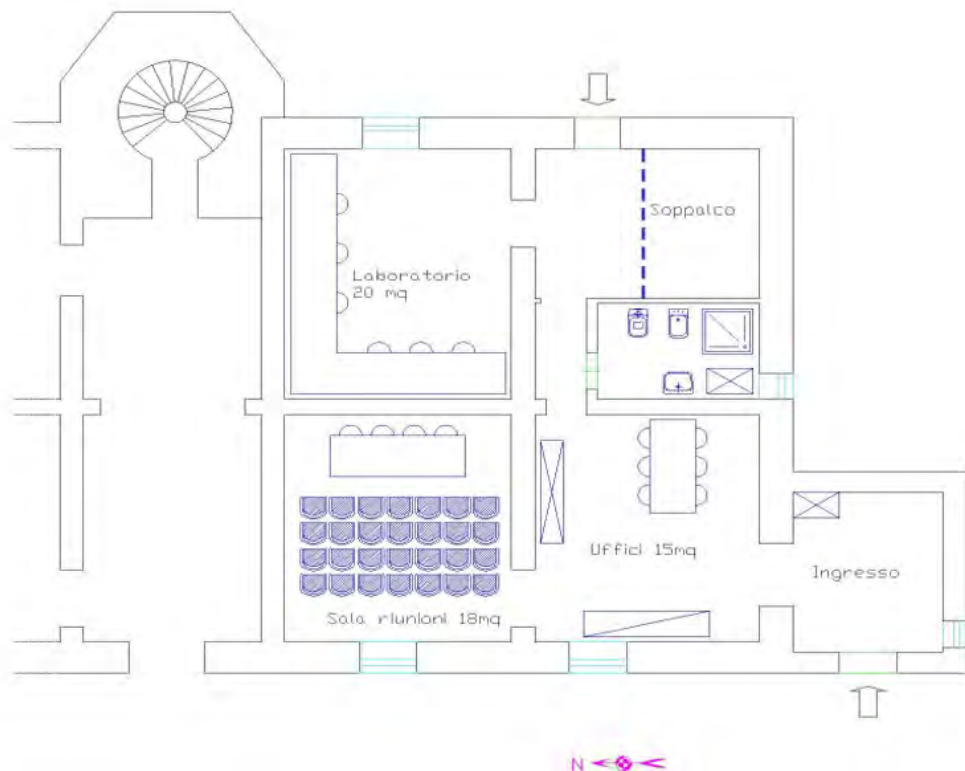 Soppalco
Laboratorio
20 mq
Uffici 15mq
Ingresso
Sala riunioni 18mq
N